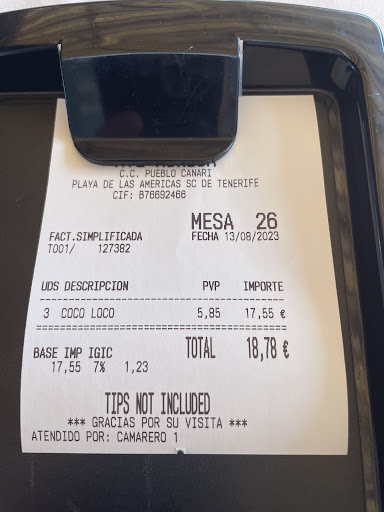 C.C. PUEBLO CANARI
PLAYA DE LAS AMERICAS SC DE TENERIFE
CIF: B76692466
MESA 26
FACT.SIMPLIFICADA FECHA 13/08/2023
T001/ 127382
UDS DESCRIPCION PVP IMPORTE
3 COCO LOCO 5,85 17,55 €
BASE IMP IGIC TOTAL 18,78 €
17,55 7% 1,23
TIPS NOT INCLUDED
*** GRACIAS POR SU VISITA ***
ATENDIDO POR: CAMARERO 1